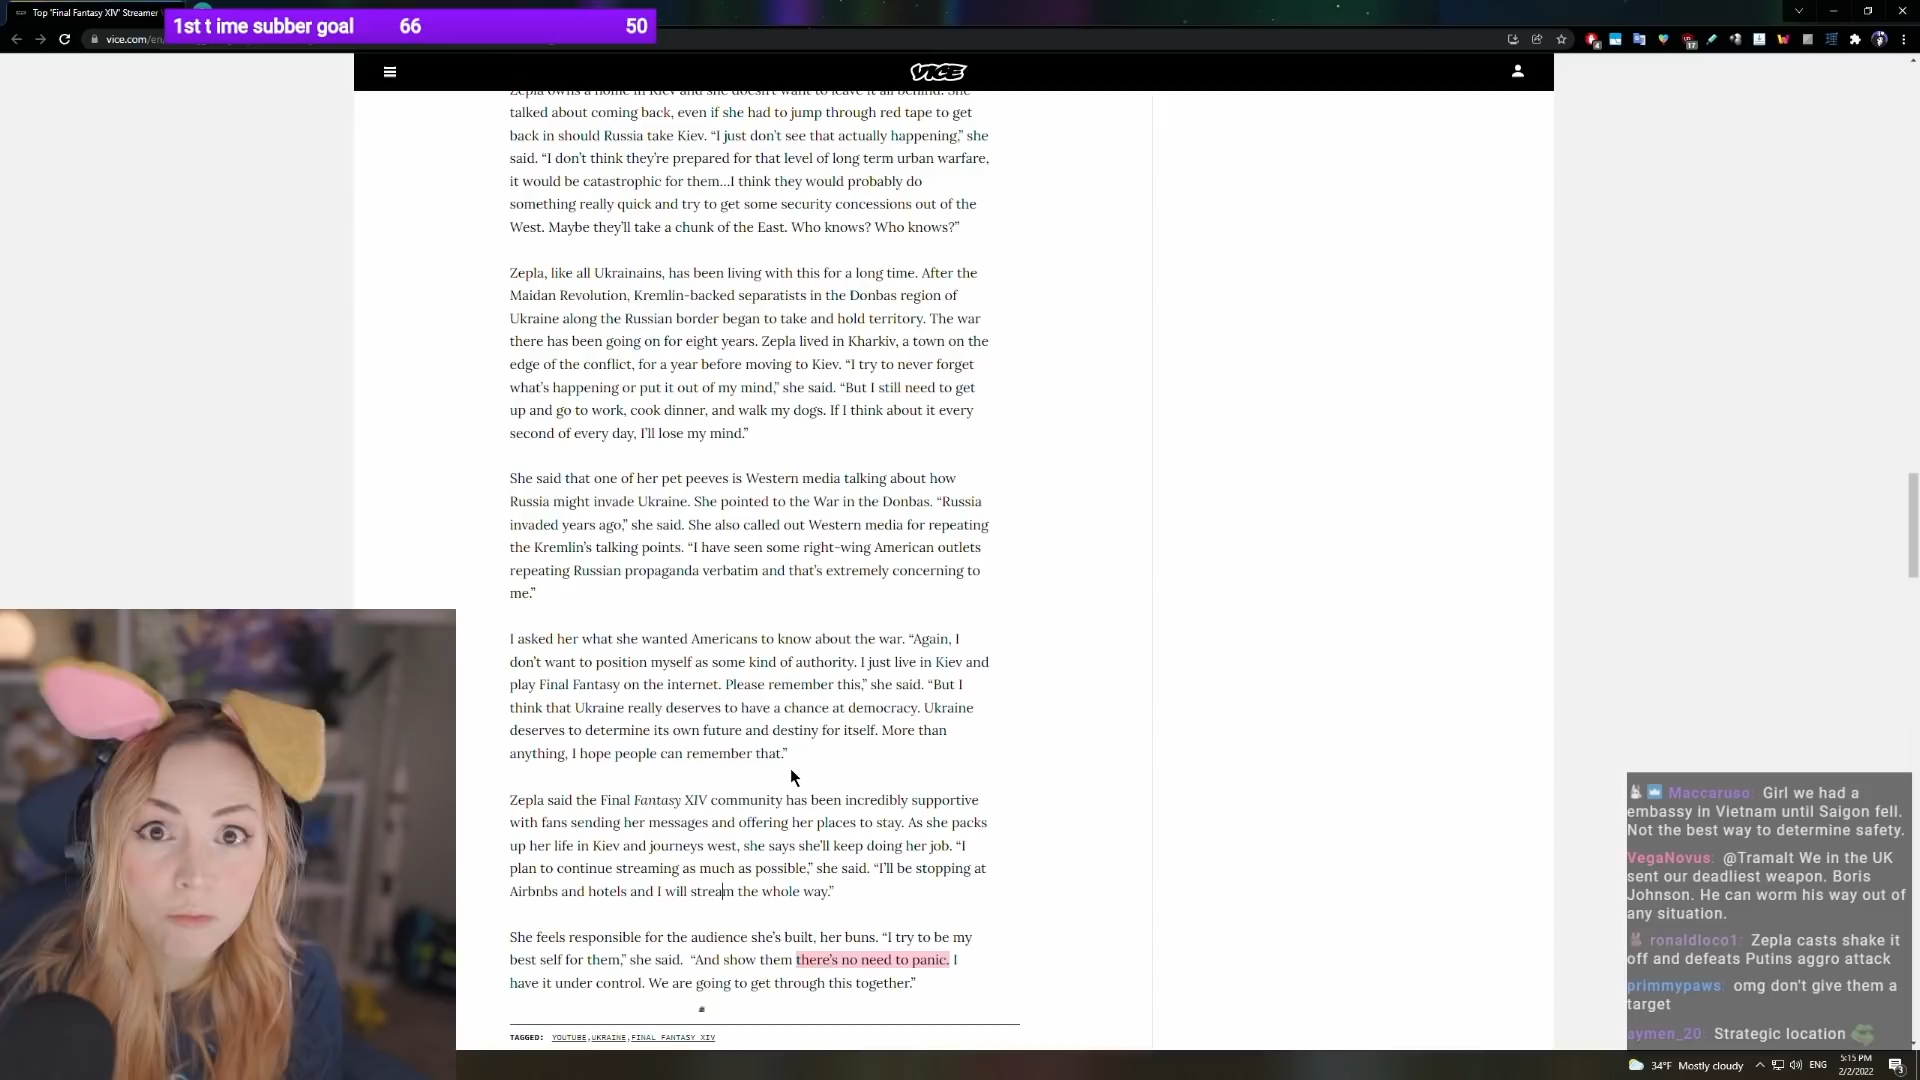 Top 'Final Fantasy XIV' Streamer
1st t ime subber goal 66 50
vice.com/en
VICE
Zepla owns a home in Kiev and she doesn't want to leave it all behind. She
talked about coming back, even if she had to jump through red tape to get
back in should Russia take Kiev. “I just don’t see that actually happening,” she
said. “I don’t think they’re prepared for that level of long term urban warfare,
it would be catastrophic for them...I think they would probably do
something really quick and try to get some security concessions out of the
West. Maybe they’ll take a chunk of the East. Who knows? Who knows?”
Zepla, like all Ukrainains, has been living with this for a long time. After the
Maidan Revolution, Kremlin-backed separatists in the Donbas region of
Ukraine along the Russian border began to take and hold territory. The war
there has been going on for eight years. Zepla lived in Kharkiv, a town on the
edge of the conflict, for a year before moving to Kiev. “I try to never forget
what’s happening or put it out of my mind,” she said. “But I still need to get
up and go to work, cook dinner, and walk my dogs. If I think about it every
second of every day, I’ll lose my mind.”
She said that one of her pet peeves is Western media talking about how
Russia might invade Ukraine. She pointed to the War in the Donbas. “Russia
invaded years ago,” she said. She also called out Western media for repeating
the Kremlin’s talking points. “I have seen some right-wing American outlets
repeating Russian propaganda verbatim and that’s extremely concerning to
me.”
I asked her what she wanted Americans to know about the war. “Again, I
don’t want to position myself as some kind of authority. I just live in Kiev and
play Final Fantasy on the internet. Please remember this,” she said. “But I
think that Ukraine really deserves to have a chance at democracy. Ukraine
deserves to determine its own future and destiny for itself. More than
anything, I hope people can remember that.”
Zepla said the Final Fantasy XIV community has been incredibly supportive
with fans sending her messages and offering her places to stay. As she packs
up her life in Kiev and journeys west, she says she’ll keep doing her job. “I
plan to continue streaming as much as possible,” she said. “I’ll be stopping at
Airbnbs and hotels and I will stream the whole way.”
She feels responsible for the audience she’s built, her buns. “I try to be my
best self for them,” she said. “And show them there’s no need to panic. I
have it under control. We are going to get through this together.”
TAGGED: YOUTUBE, UKRAINE, FINAL FANTASY XIV
Maccaruso: Girl we had a
embassy in Vietnam until Saigon fell.
Not the best way to determine safety.
VegaNovus: @Tramalt We in the UK
sent our deadliest weapon. Boris
Johnson. He can worm his way out of
any situation.
ronaldloco1: Zepla casts shake it
off and defeats Putins aggro attack
primmypaws: omg don't give them a
target
aymen_20: Strategic location
34°F Mostly cloudy ENG 5:15 PM
2/2/2022